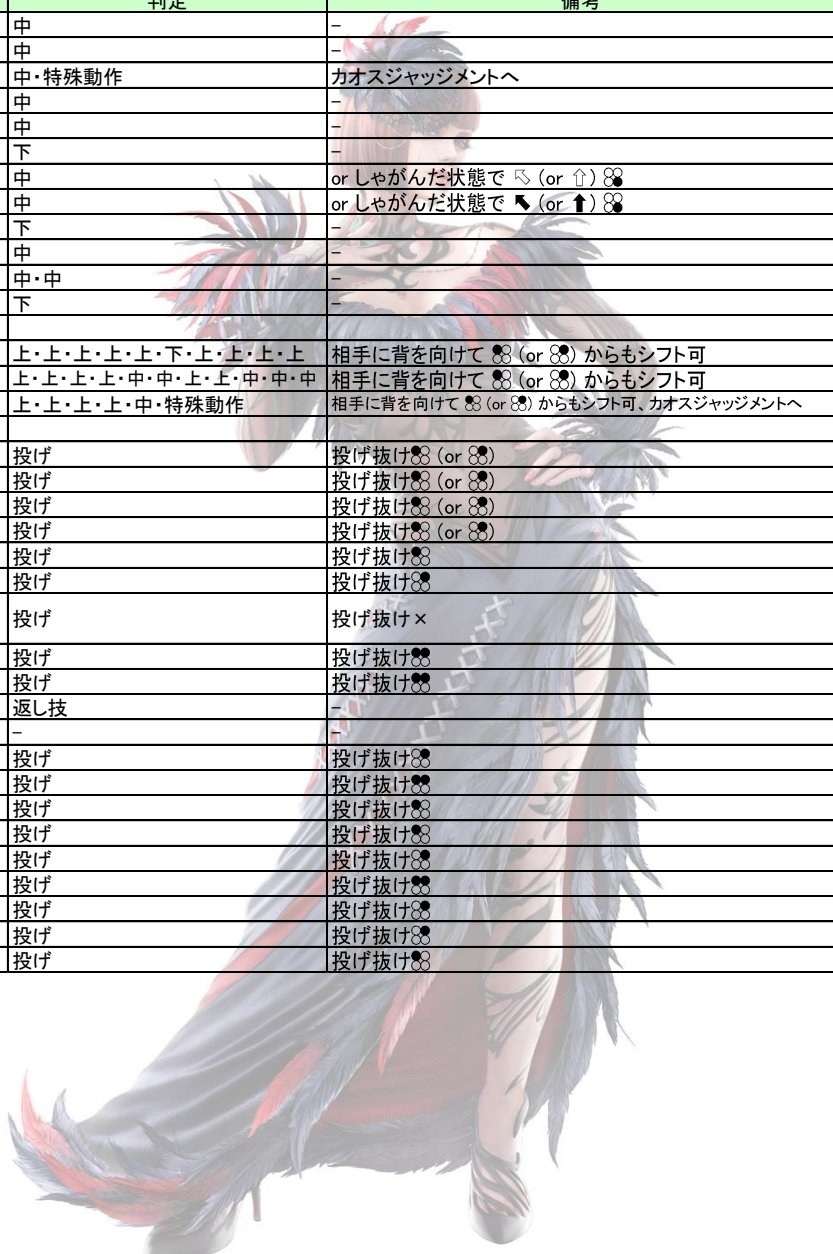 判定 備考
中 -
中 -
中・特殊動作 カオスジャッジメントへ
中 -
中 -
下 -
中 or しゃがんだ状態で ⇖ (or ⇧)
中 or しゃがんだ状態で ⬉ (or ⬆)
下 -
中 -
中・中 -
下 -
上・上・上・上・上・下・上・上・上・上 相手に背を向けて (or ) からもシフト可
上・上・上・上・中・中・上・上・中・中・中 相手に背を向けて (or ) からもシフト可
上・上・上・上・中・特殊動作 相手に背を向けて (or ) からもシフト可、カオスジャッジメントへ
投げ 投げ抜け (or )
投げ 投げ抜け (or )
投げ 投げ抜け (or )
投げ 投げ抜け (or )
投げ 投げ抜け
投げ 投げ抜け
投げ 投げ抜け×
投げ 投げ抜け
投げ 投げ抜け
返し技 -
- -
投げ 投げ抜け
投げ 投げ抜け
投げ 投げ抜け
投げ 投げ抜け
投げ 投げ抜け
投げ 投げ抜け
投げ 投げ抜け
投げ 投げ抜け
投げ 投げ抜け